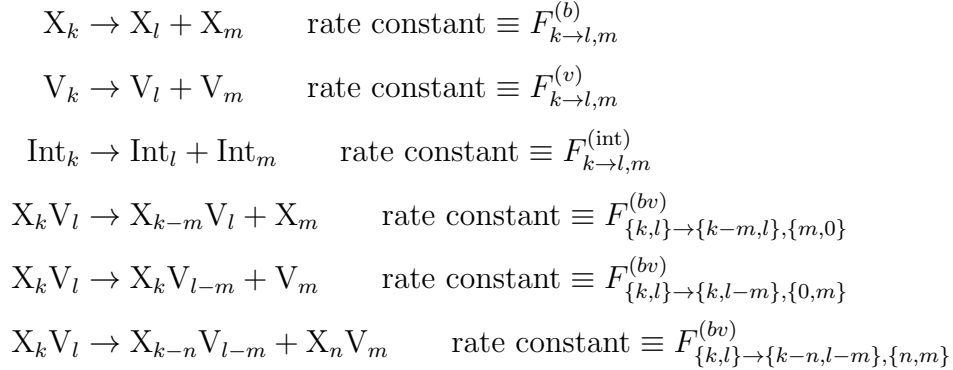 X_k → X_l + X_m rate constant ≡ F^{(b)}_{k→l,m}
V_k → V_l + V_m rate constant ≡ F^{(v)}_{k→l,m}
Int_k → Int_l + Int_m rate constant ≡ F^{(int)}_{k→l,m}
X_kV_l → X_{k−m}V_l + X_m rate constant ≡ F^{(bv)}_{{k,l}→{k−m,l},{m,0}}
X_kV_l → X_kV_{l−m} + V_m rate constant ≡ F^{(bv)}_{{k,l}→{k,l−m},{0,m}}
X_kV_l → X_{k−n}V_{l−m} + X_nV_m rate constant ≡ F^{(bv)}_{{k,l}→{k−n,l−m},{n,m}}